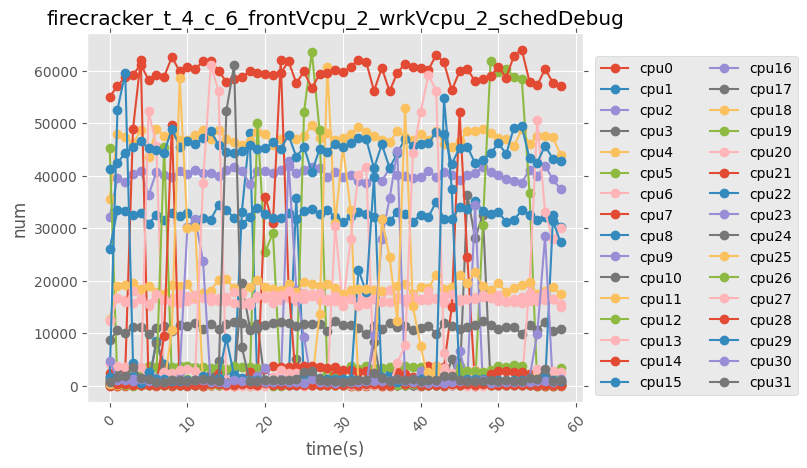 firecracker_t_4_c_6_frontVcpu_2_wrkVcpu_2_schedDebug
60000
50000
40000
30000
20000
10000
0
num
0
10
20
30
40
50
60
time(s)
cpu0
cpu1
cpu2
cpu3
cpu4
cpu5
cpu6
cpu7
cpu8
cpu9
cpu10
cpu11
cpu12
cpu13
cpu14
cpu15
cpu16
cpu17
cpu18
cpu19
cpu20
cpu21
cpu22
cpu23
cpu24
cpu25
cpu26
cpu27
cpu28
cpu29
cpu30
cpu31